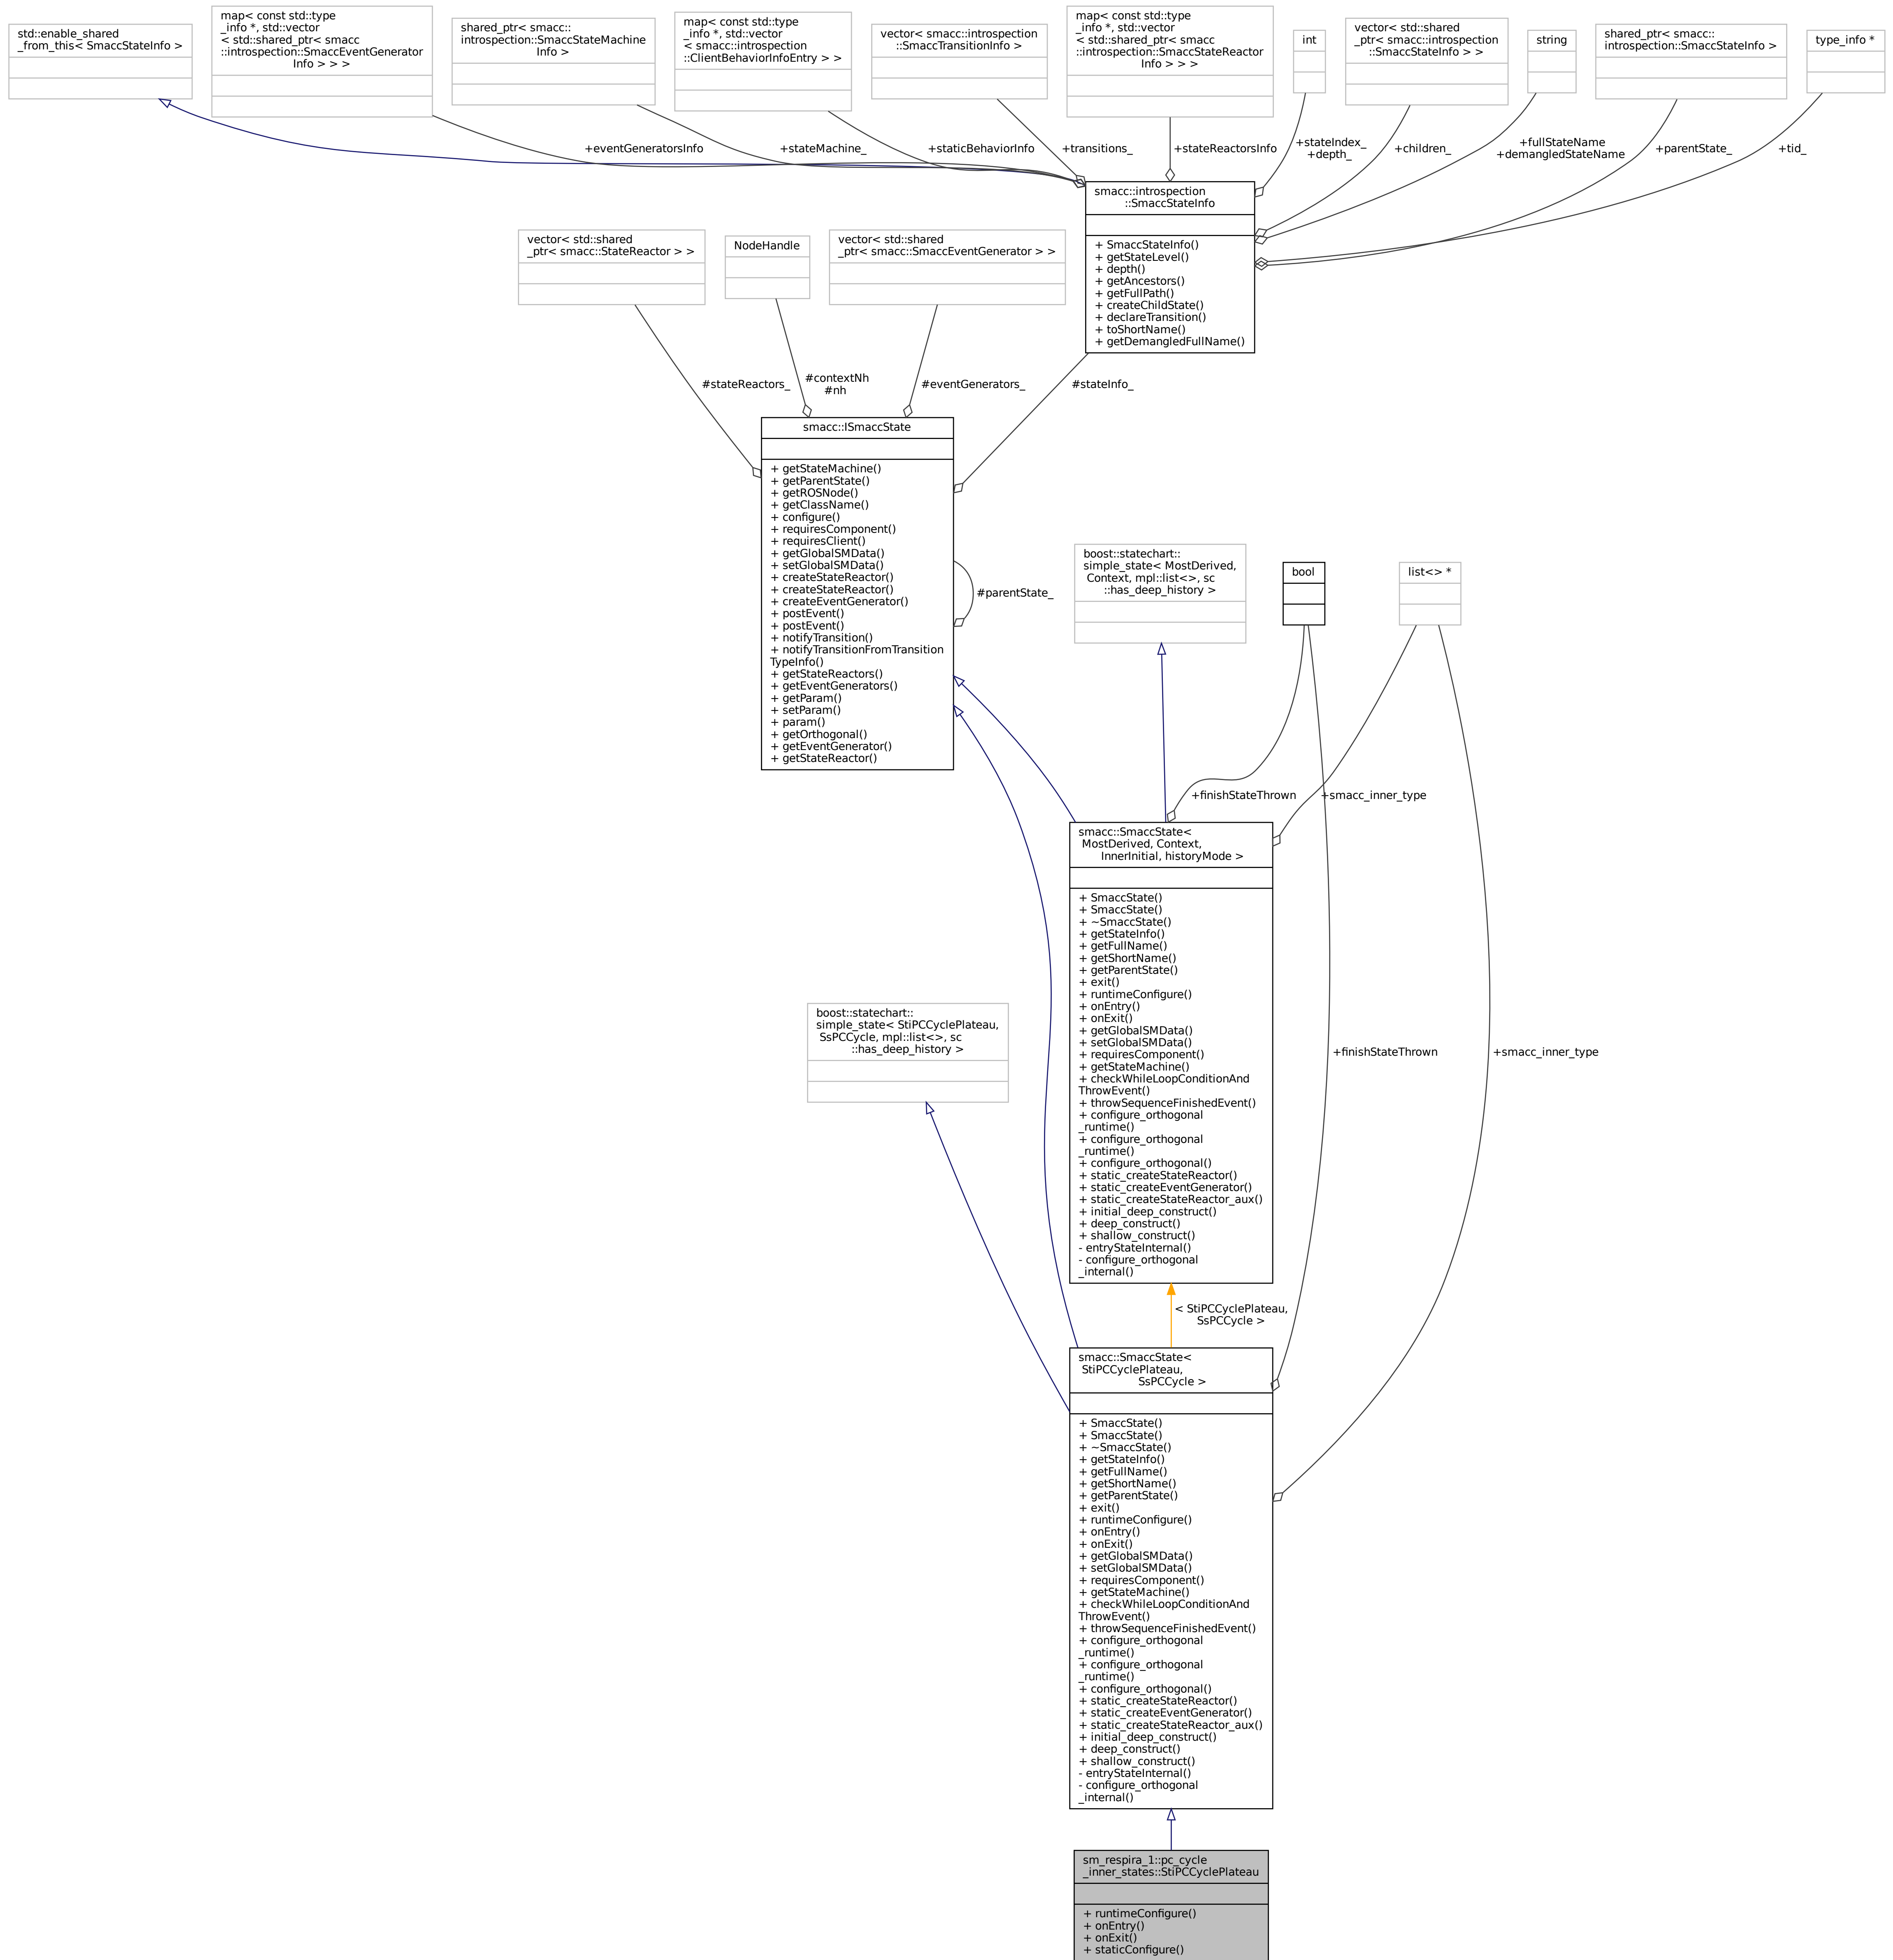 std::enable_shared
_from_this< SmaccStateInfo >
map< const std::type
_info *, std::vector
< std::shared_ptr< smacc
::introspection::SmaccEventGenerator
Info > > >
shared_ptr< smacc::
introspection::SmaccStateMachine
Info >
map< const std::type
_info *, std::vector
< smacc::introspection
::ClientBehaviorInfoEntry > >
vector< smacc::introspection
::SmaccTransitionInfo >
map< const std::type
_info *, std::vector
< std::shared_ptr< smacc
::introspection::SmaccStateReactor
Info > > >
int
vector< std::shared
_ptr< smacc::introspection
::SmaccStateInfo > >
string
shared_ptr< smacc::
introspection::SmaccStateInfo >
type_info *
+eventGeneratorsInfo
+stateMachine_
+staticBehaviorInfo
+transitions_
+stateReactorsInfo
+stateIndex_
+depth_
+children_
+fullStateName
+demangledStateName
+parentState_
+tid_
smacc::introspection
::SmaccStateInfo
+ SmaccStateInfo()
+ getStateLevel()
+ depth()
+ getAncestors()
+ getFullPath()
+ createChildState()
+ declareTransition()
+ toShortName()
+ getDemangledFullName()
vector< std::shared
_ptr< smacc::StateReactor > >
NodeHandle
vector< std::shared
_ptr< smacc::SmaccEventGenerator > >
#stateReactors_
#contextNh
#nh
#eventGenerators_
#stateInfo_
smacc::ISmaccState
+ getStateMachine()
+ getParentState()
+ getROSNode()
+ getClassName()
+ configure()
+ requiresComponent()
+ requiresClient()
+ getGlobalSMData()
+ setGlobalSMData()
+ createStateReactor()
+ createStateReactor()
+ createEventGenerator()
+ postEvent()
+ postEvent()
+ notifyTransition()
+ notifyTransitionFromTransition
TypeInfo()
+ getStateReactors()
+ getEventGenerators()
+ getParam()
+ setParam()
+ param()
+ getOrthogonal()
+ getEventGenerator()
+ getStateReactor()
#parentState_
boost::statechart::
simple_state< MostDerived,
Context, mpl::list<>, sc
::has_deep_history >
bool
list<> *
+finishStateThrown
+smacc_inner_type
smacc::SmaccState<
MostDerived, Context,
InnerInitial, historyMode >
+ SmaccState()
+ SmaccState()
+ ~SmaccState()
+ getStateInfo()
+ getFullName()
+ getShortName()
+ getParentState()
+ exit()
+ runtimeConfigure()
+ onEntry()
+ onExit()
+ getGlobalSMData()
+ setGlobalSMData()
+ requiresComponent()
+ getStateMachine()
+ checkWhileLoopConditionAnd
ThrowEvent()
+ throwSequenceFinishedEvent()
+ configure_orthogonal
_runtime()
+ configure_orthogonal
_runtime()
+ configure_orthogonal()
+ static_createStateReactor()
+ static_createEventGenerator()
+ static_createStateReactor_aux()
+ initial_deep_construct()
+ deep_construct()
+ shallow_construct()
- entryStateInternal()
- configure_orthogonal
_internal()
boost::statechart::
simple_state< StiPCCyclePlateau,
SsPCCycle, mpl::list<>, sc
::has_deep_history >
+finishStateThrown
+smacc_inner_type
< StiPCCyclePlateau,
SsPCCycle >
smacc::SmaccState<
StiPCCyclePlateau,
SsPCCycle >
+ SmaccState()
+ SmaccState()
+ ~SmaccState()
+ getStateInfo()
+ getFullName()
+ getShortName()
+ getParentState()
+ exit()
+ runtimeConfigure()
+ onEntry()
+ onExit()
+ getGlobalSMData()
+ setGlobalSMData()
+ requiresComponent()
+ getStateMachine()
+ checkWhileLoopConditionAnd
ThrowEvent()
+ throwSequenceFinishedEvent()
+ configure_orthogonal
_runtime()
+ configure_orthogonal
_runtime()
+ configure_orthogonal()
+ static_createStateReactor()
+ static_createEventGenerator()
+ static_createStateReactor_aux()
+ initial_deep_construct()
+ deep_construct()
+ shallow_construct()
- entryStateInternal()
- configure_orthogonal
_internal()
sm_respira_1::pc_cycle
_inner_states::StiPCCyclePlateau
+ runtimeConfigure()
+ onEntry()
+ onExit()
+ staticConfigure()